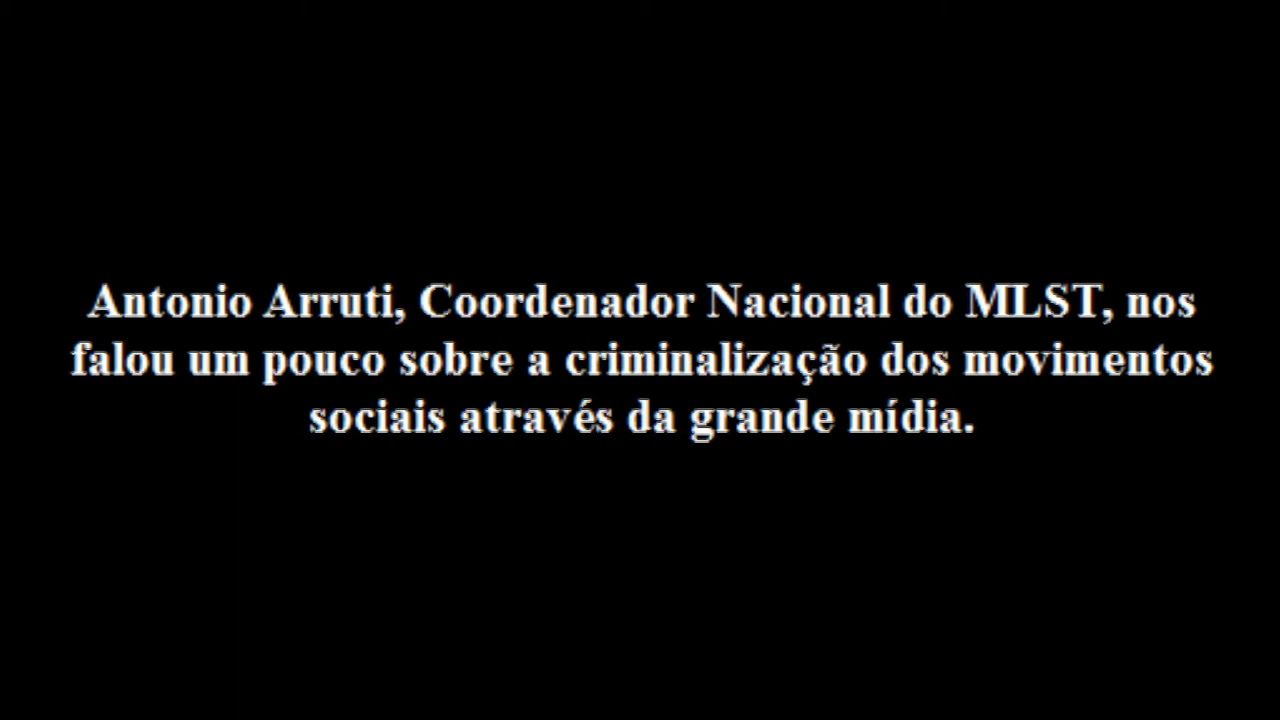 Antonio Arruti, Coordenador Nacional do MLST, nos
falou um pouco sobre a criminalização dos movimentos
sociais através da grande mídia.